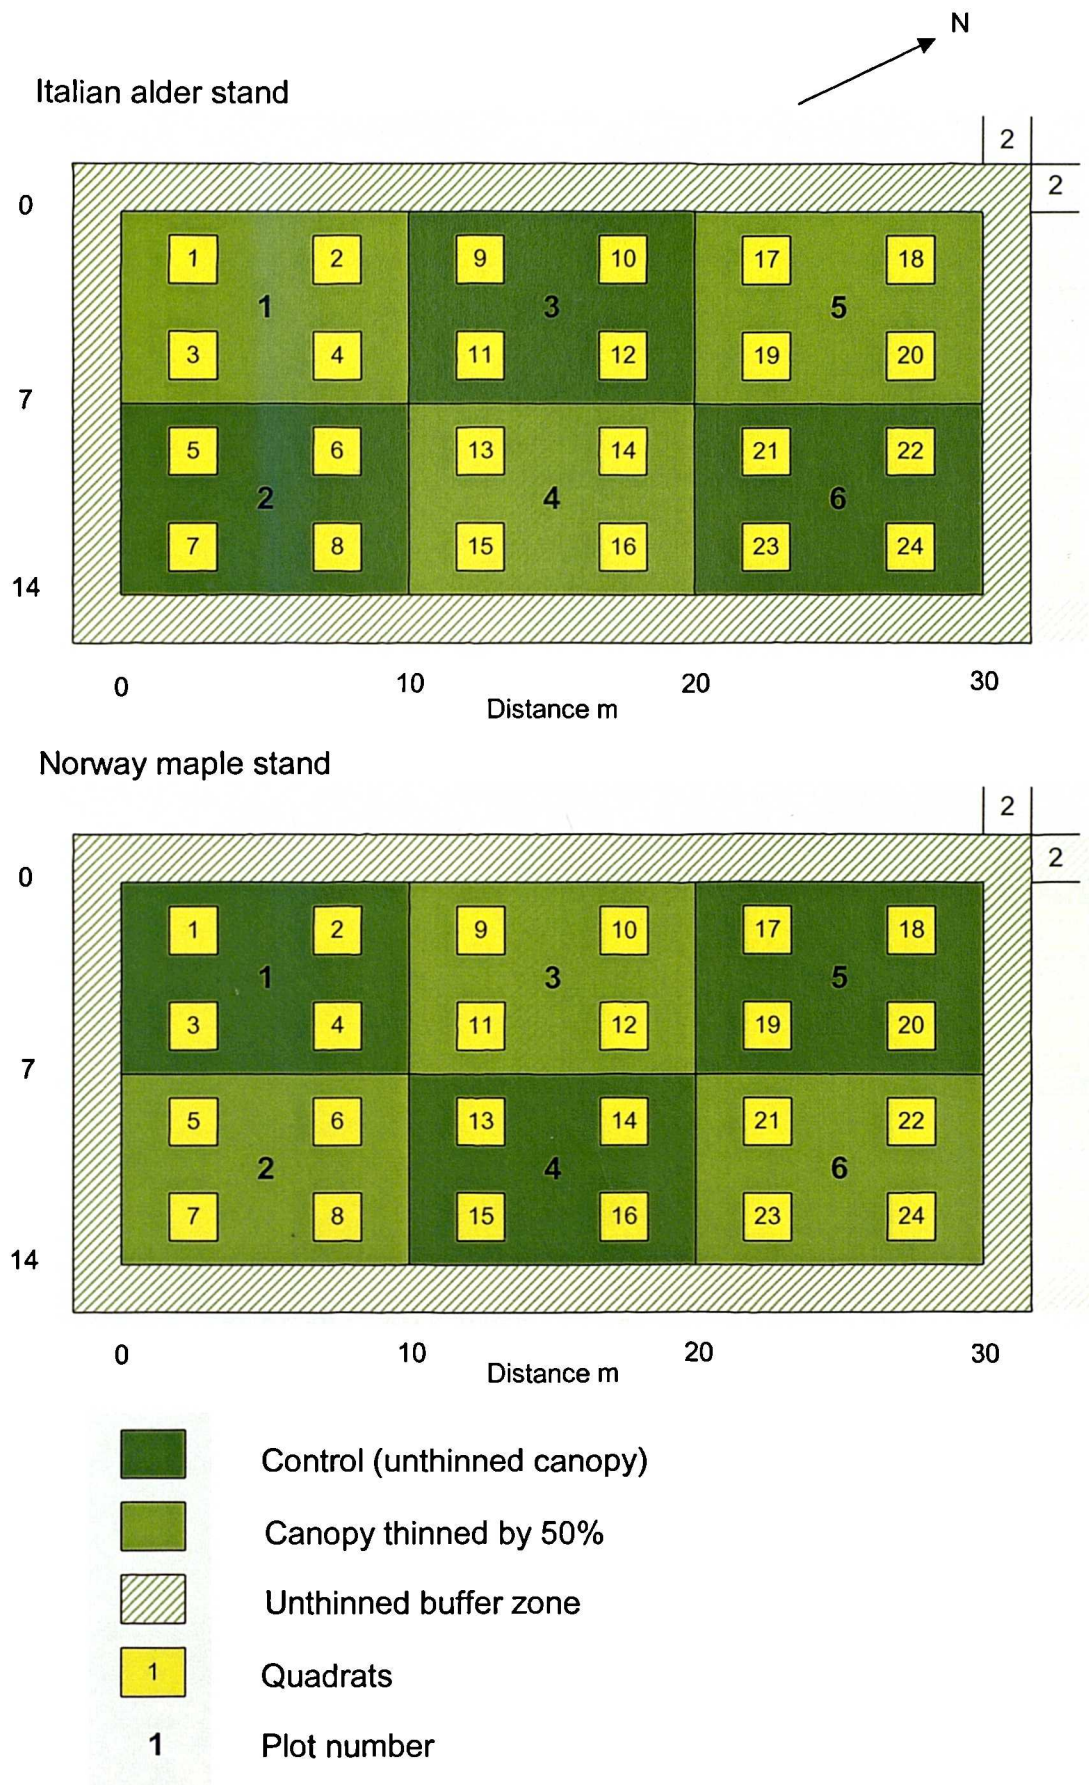 N
Italian alder stand
2
2
0
1 2 9 10 17 18
1 3 5
3 4 11 12 19 20
7
5 6 13 14 21 22
2 4 6
7 8 15 16 23 24
14
0 10 20 30
Distance m
Norway maple stand
2
2
0
1 2 9 10 17 18
1 3 5
3 4 11 12 19 20
7
5 6 13 14 21 22
2 4 6
7 8 15 16 23 24
14
0 10 20 30
Distance m
Control (unthinned canopy)
Canopy thinned by 50%
Unthinned buffer zone
1 Quadrats
1 Plot number